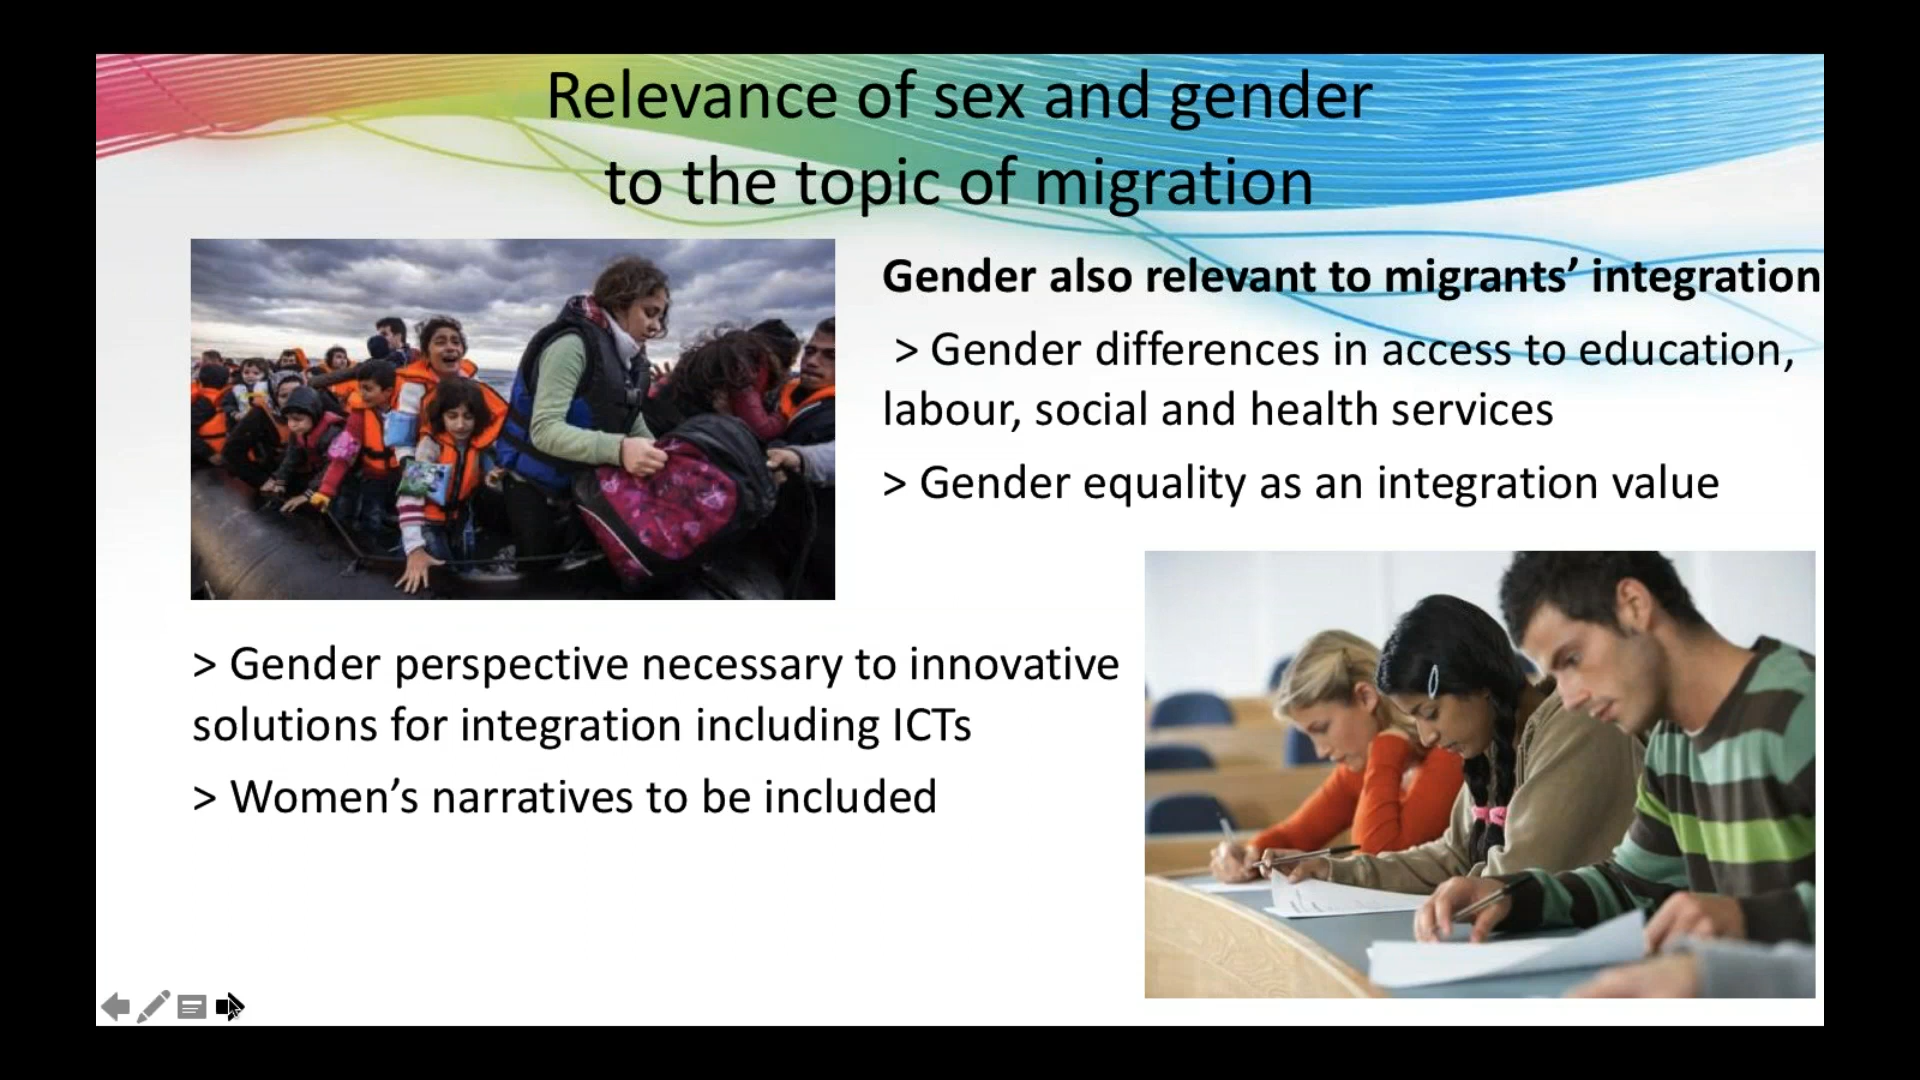 Relevance of sex and gender
to the topic of migration
Gender also relevant to migrants’ integration
> Gender differences in access to education,
labour, social and health services
> Gender equality as an integration value
> Gender perspective necessary to innovative
solutions for integration including ICTs
> Women’s narratives to be included